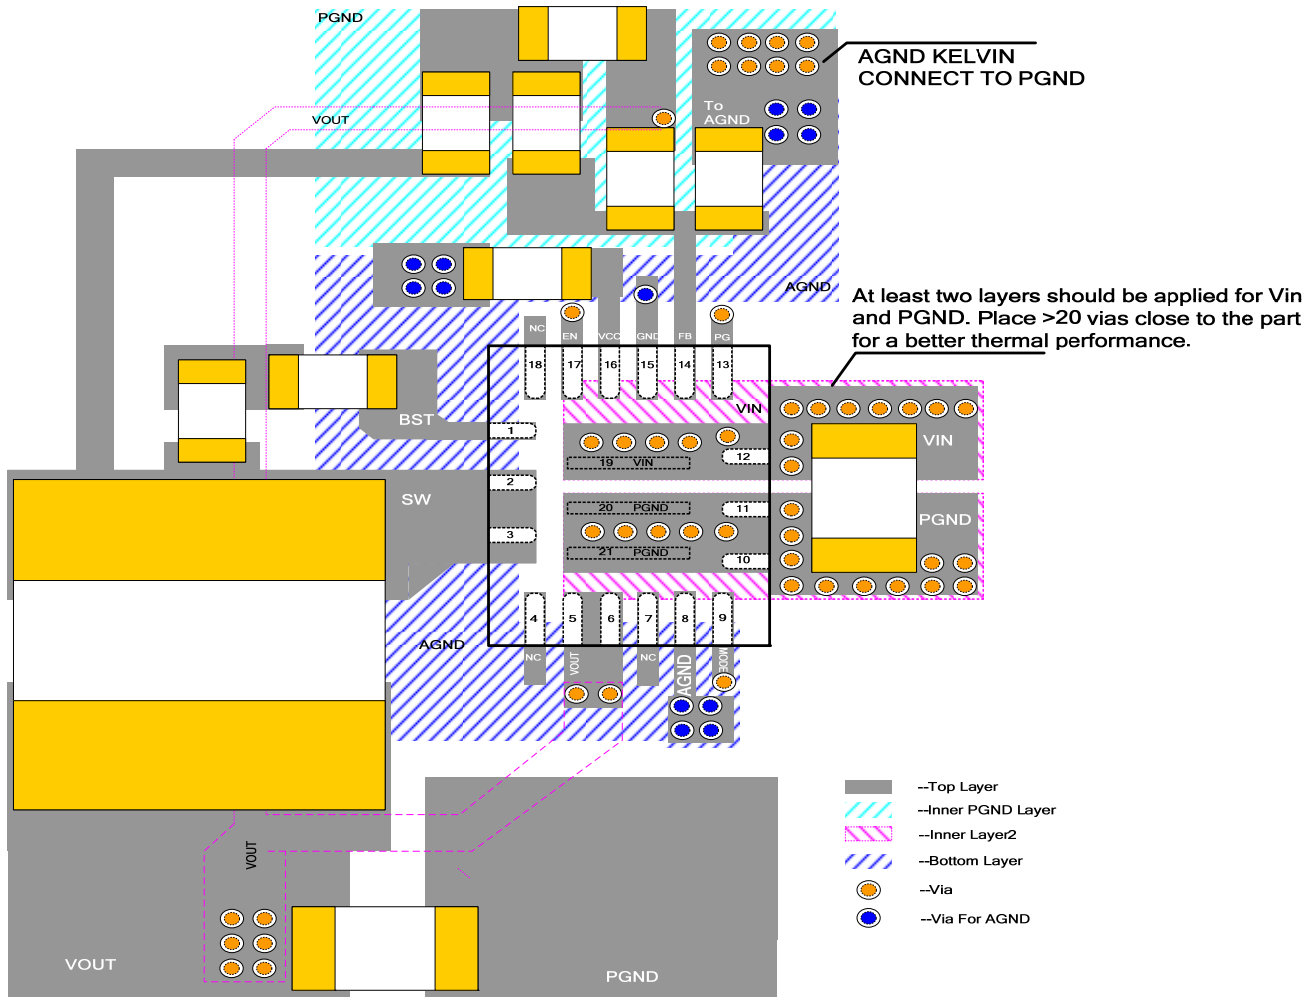 PGND
AGND KELVIN
CONNECT TO PGND
To
AGND
VOUT
AGND
At least two layers should be applied for Vin
and PGND. Place >20 vias close to the part
for a better thermal performance.
NC
EN
VCC
GND
FB
PG
18
17
16
15
14
13
BST
1
VIN
VIN
12
19 VIN
2
SW
20 PGND
11
PGND
3
21 PGND
10
4
5
6
7
8
9
AGND
NC
VOUT
NC
AGND
MODE
--Top Layer
--Inner PGND Layer
--Inner Layer2
VOUT
--Bottom Layer
--Via
--Via For AGND
VOUT
PGND